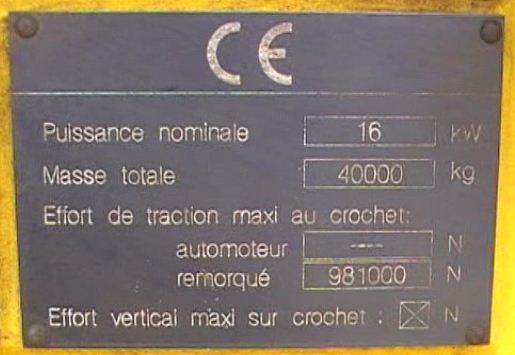 CE
Puissance nominale 16 kW
Masse totale 40000 kg
Effort de traction maxi au crochet:
automoteur ---- N
remorqué 981000 N
Effort vertical maxi sur crochet : ☒ N